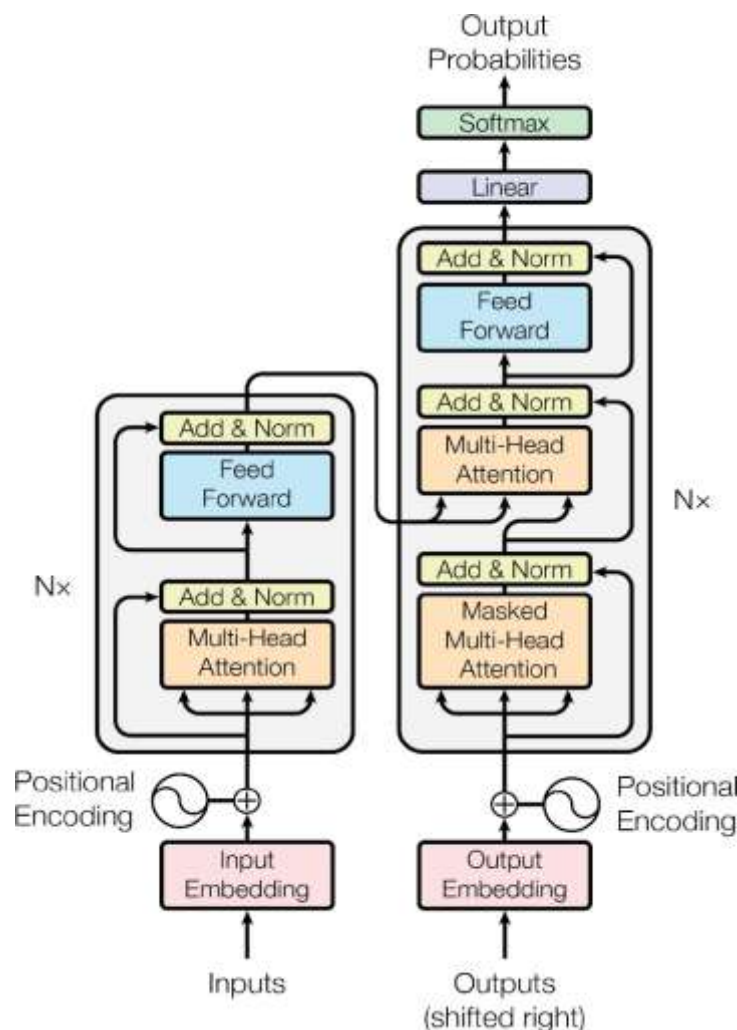 Output
Probabilities
Softmax
Linear
Add & Norm
Feed
Forward
Add & Norm
Multi-Head
Attention
Add & Norm
Masked
Multi-Head
Attention
N×
Add & Norm
Feed
Forward
Add & Norm
Multi-Head
Attention
N×
Positional
Encoding
Positional
Encoding
Input
Embedding
Output
Embedding
Inputs
Outputs
(shifted right)